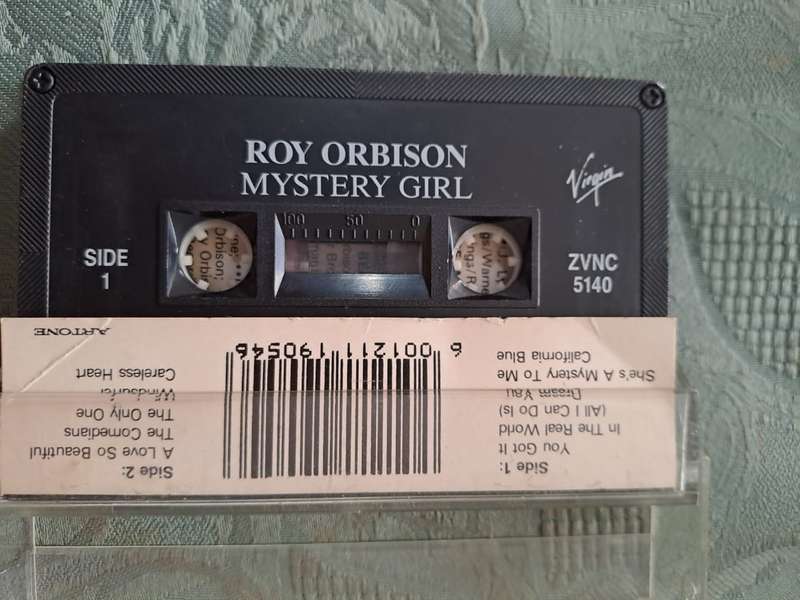 ROY ORBISON
MYSTERY GIRL
Virgin
100 50 0
SIDE
1
ZVNC
5140
Side 1:
You Got It
In The Real World
(All I Can Do Is)
Dream You
She's A Mystery To Me
California Blue
6 001211 190546
Side 2:
A Love So Beautiful
The Comedians
The Only One
Windsurfer
Careless Heart
ARTONE